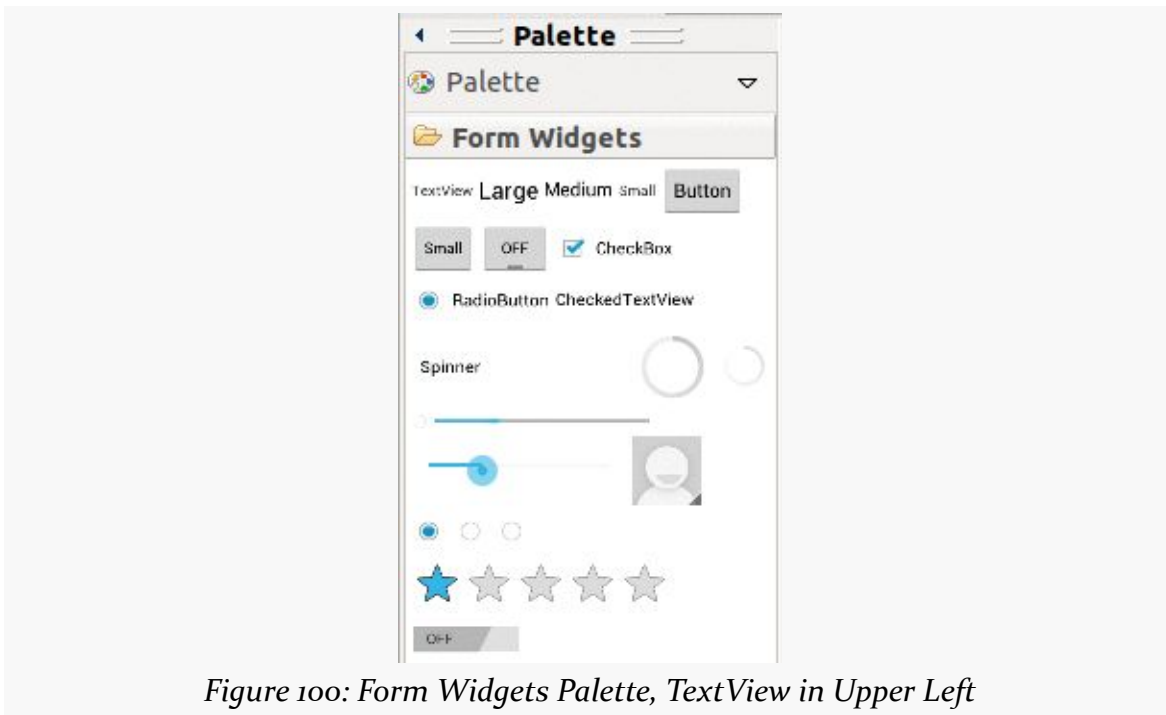 Palette
Palette
Form Widgets
TextView Large Medium Small Button
Small OFF CheckBox
RadioButton CheckedTextView
Spinner
OFF
Figure 100: Form Widgets Palette, TextView in Upper Left